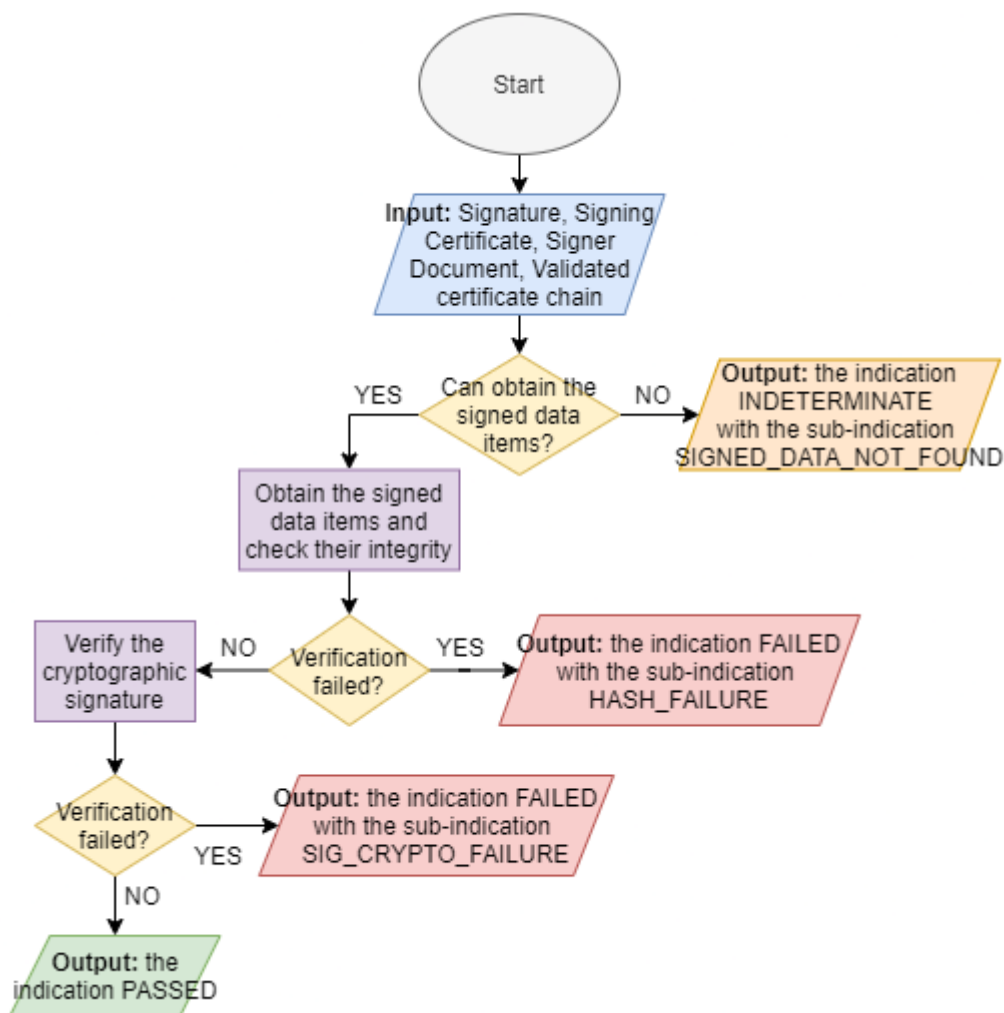 Start
Input: Signature, Signing
Certificate, Signer
Document, Validated
certificate chain
Can obtain the
signed data
items?
YES
NO
Output: the indication
INDETERMINATE
with the sub-indication
SIGNED_DATA_NOT_FOUND
Obtain the signed
data items and
check their integrity
Verification
failed?
NO
YES
Output: the indication FAILED
with the sub-indication
HASH_FAILURE
Verify the
cryptographic
signature
Verification
failed?
YES
Output: the indication FAILED
with the sub-indication
SIG_CRYPTO_FAILURE
NO
Output: the
indication PASSED